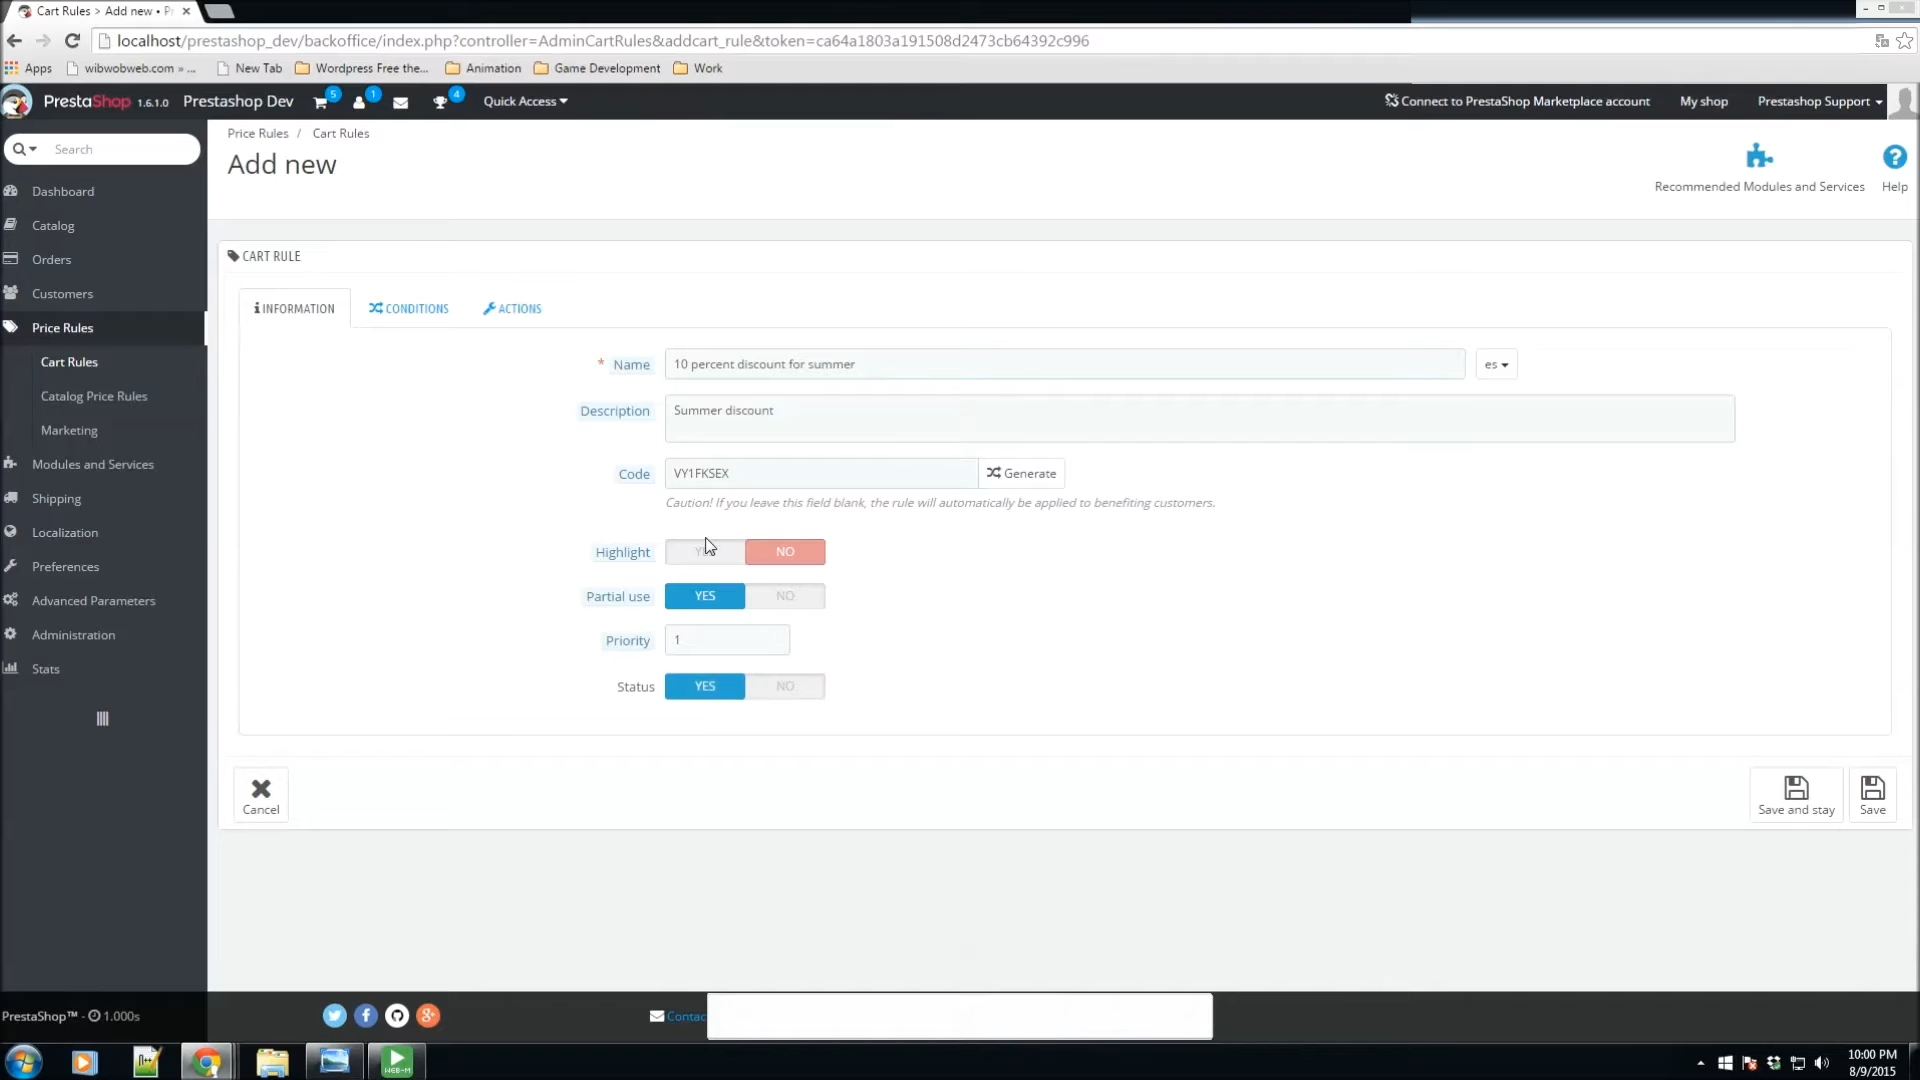 Cart Rules > Add new • P
localhost/prestashop_dev/backoffice/index.php?controller=AdminCartRules&addcart_rule&token=ca64a1803a191508d2473cb64392c996
Apps wibwobweb.com » ... New Tab Wordpress Free the... Animation Game Development Work
PrestaShop 1.6.1.0 Prestashop Dev 5 1 4 Quick Access Connect to PrestaShop Marketplace account My shop Prestashop Support
Search
Dashboard
Catalog
Orders
Customers
Price Rules
Cart Rules
Catalog Price Rules
Marketing
Modules and Services
Shipping
Localization
Preferences
Advanced Parameters
Administration
Stats
Price Rules / Cart Rules
Add new
Recommended Modules and Services
? Help
CART RULE
INFORMATION CONDITIONS ACTIONS
* Name 10 percent discount for summer es
Description Summer discount
Code VY1FKSEX Generate
Caution! If you leave this field blank, the rule will automatically be applied to benefiting customers.
Highlight YES NO
Partial use YES NO
Priority 1
Status YES NO
Cancel
Save and stay
Save
PrestaShop™ - 1.000s
Contac
WEB-M
10:00 PM
8/9/2015